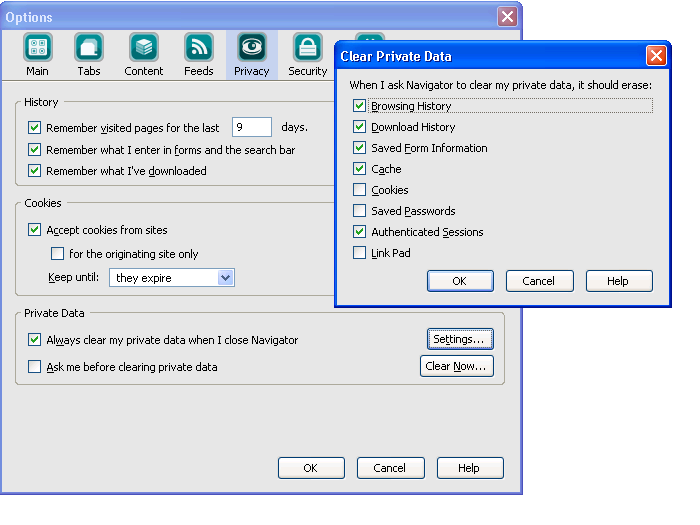 Options
Main Tabs Content Feeds Privacy Security
History
Remember visited pages for the last 9 days.
Remember what I enter in forms and the search bar
Remember what I've downloaded
Cookies
Accept cookies from sites
for the originating site only
Keep until: they expire
Private Data
Always clear my private data when I close Navigator
Settings...
Ask me before clearing private data
Clear Now...
OK Cancel Help
Clear Private Data
When I ask Navigator to clear my private data, it should erase:
Browsing History
Download History
Saved Form Information
Cache
Cookies
Saved Passwords
Authenticated Sessions
Link Pad
OK Cancel Help